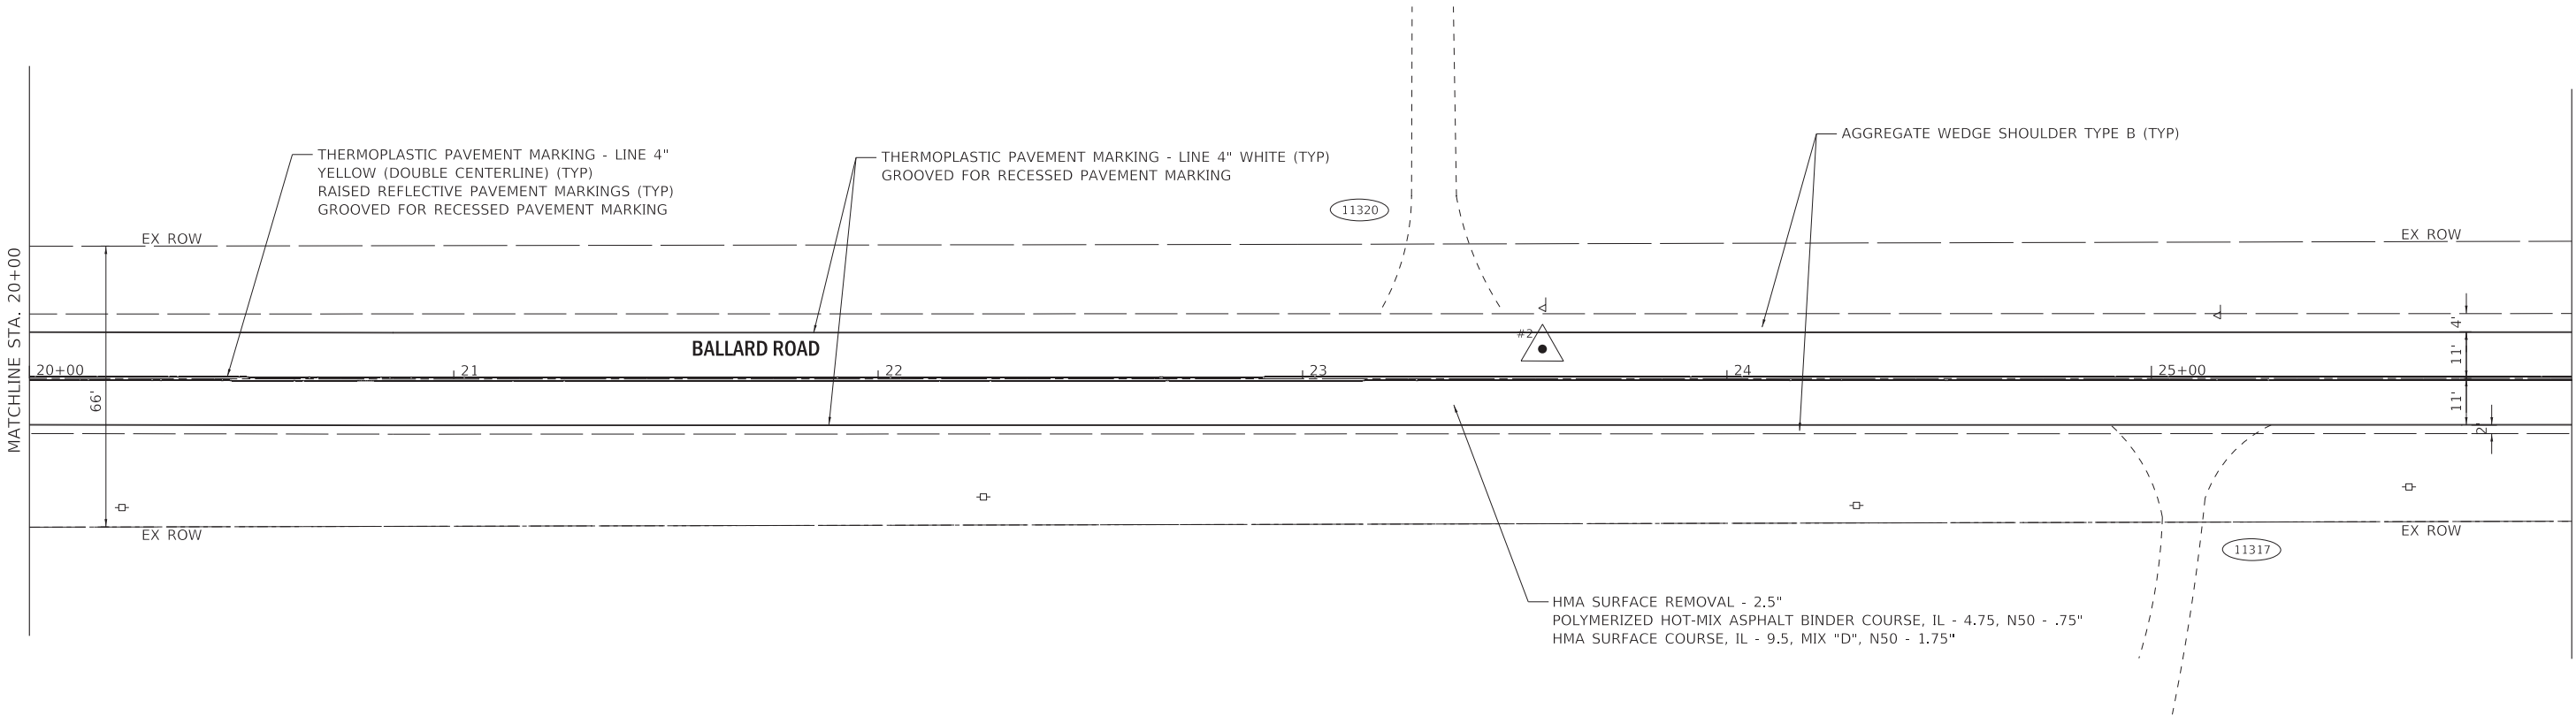 MATCHLINE STA. 20+00
THERMOPLASTIC PAVEMENT MARKING - LINE 4"
YELLOW (DOUBLE CENTERLINE) (TYP)
RAISED REFLECTIVE PAVEMENT MARKINGS (TYP)
GROOVED FOR RECESSED PAVEMENT MARKING
THERMOPLASTIC PAVEMENT MARKING - LINE 4" WHITE (TYP)
GROOVED FOR RECESSED PAVEMENT MARKING
AGGREGATE WEDGE SHOULDER TYPE B (TYP)
11320
EX ROW
EX ROW
4'
#2
BALLARD ROAD
11'
20+00
21
22
23
24
25+00
66'
11'
2'
EX ROW
EX ROW
11317
HMA SURFACE REMOVAL - 2.5"
POLYMERIZED HOT-MIX ASPHALT BINDER COURSE, IL - 4.75, N50 - .75"
HMA SURFACE COURSE, IL - 9.5, MIX "D", N50 - 1.75"